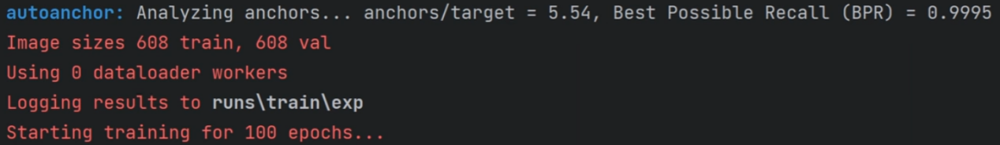 autoanchor: Analyzing anchors... anchors/target = 5.54, Best Possible Recall (BPR) = 0.9995
Image sizes 608 train, 608 val
Using 0 dataloader workers
Logging results to runs\train\exp
Starting training for 100 epochs...